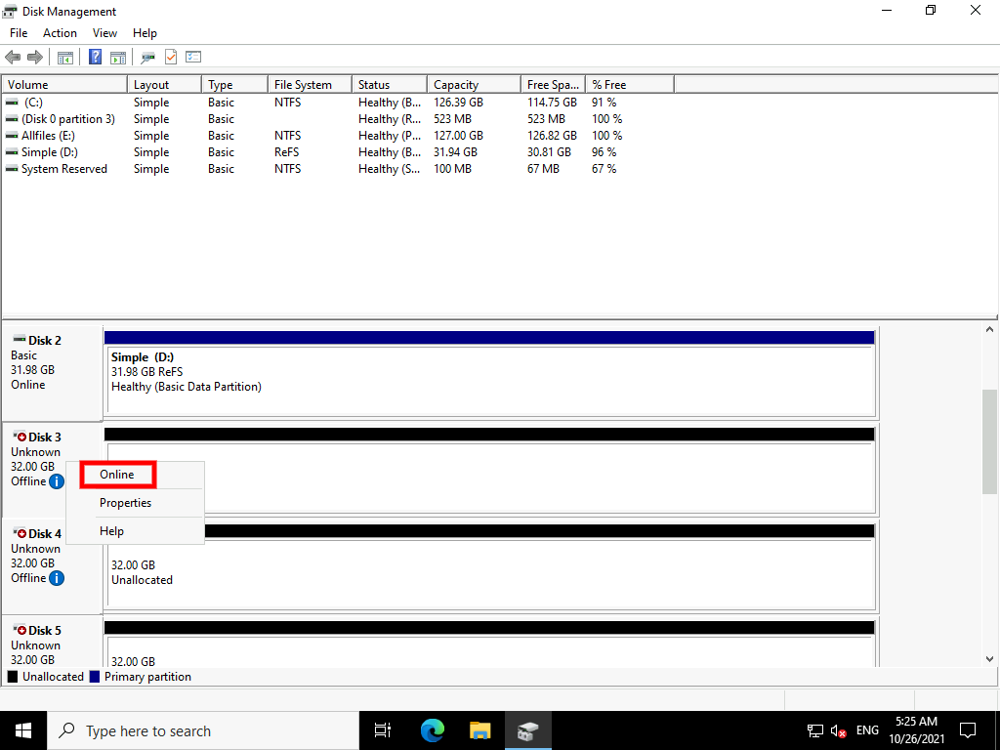 Disk Management
File Action View Help
Volume Layout Type File System Status Capacity Free Spa... % Free
(C:) Simple Basic NTFS Healthy (B... 126.39 GB 114.75 GB 91 %
(Disk 0 partition 3) Simple Basic Healthy (R... 523 MB 523 MB 100 %
Allfiles (E:) Simple Basic NTFS Healthy (P... 127.00 GB 126.82 GB 100 %
Simple (D:) Simple Basic ReFS Healthy (B... 31.94 GB 30.81 GB 96 %
System Reserved Simple Basic NTFS Healthy (S... 100 MB 67 MB 67 %
Disk 2
Basic
31.98 GB
Online
Simple (D:)
31.98 GB ReFS
Healthy (Basic Data Partition)
Disk 3
Unknown
32.00 GB
Offline
Online
Properties
Help
Disk 4
Unknown
32.00 GB
Offline
32.00 GB
Unallocated
Disk 5
Unknown
32.00 GB
32.00 GB
Unallocated Primary partition
Type here to search
ENG
5:25 AM
10/26/2021